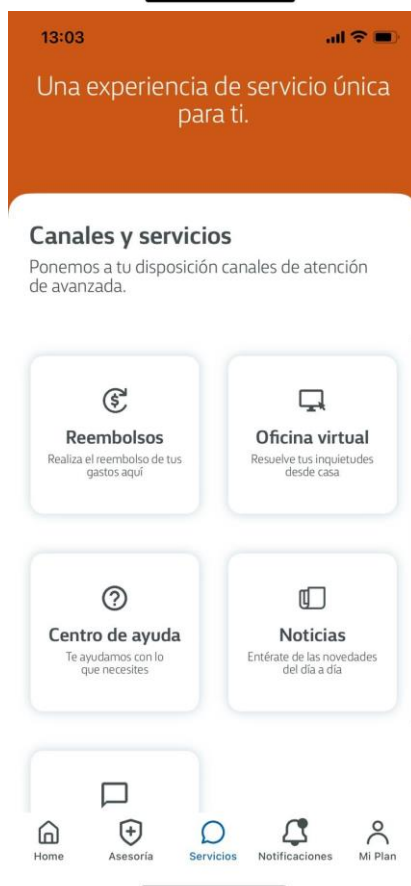 13:03
Una experiencia de servicio única
para ti.
Canales y servicios
Ponemos a tu disposición canales de atención
de avanzada.
Reembolsos
Realiza el reembolso de tus
gastos aquí
Oficina virtual
Resuelve tus inquietudes
desde casa
Centro de ayuda
Te ayudamos con lo
que necesites
Noticias
Entérate de las novedades
del día a día
Home
Asesoría
Servicios
Notificaciones
Mi Plan